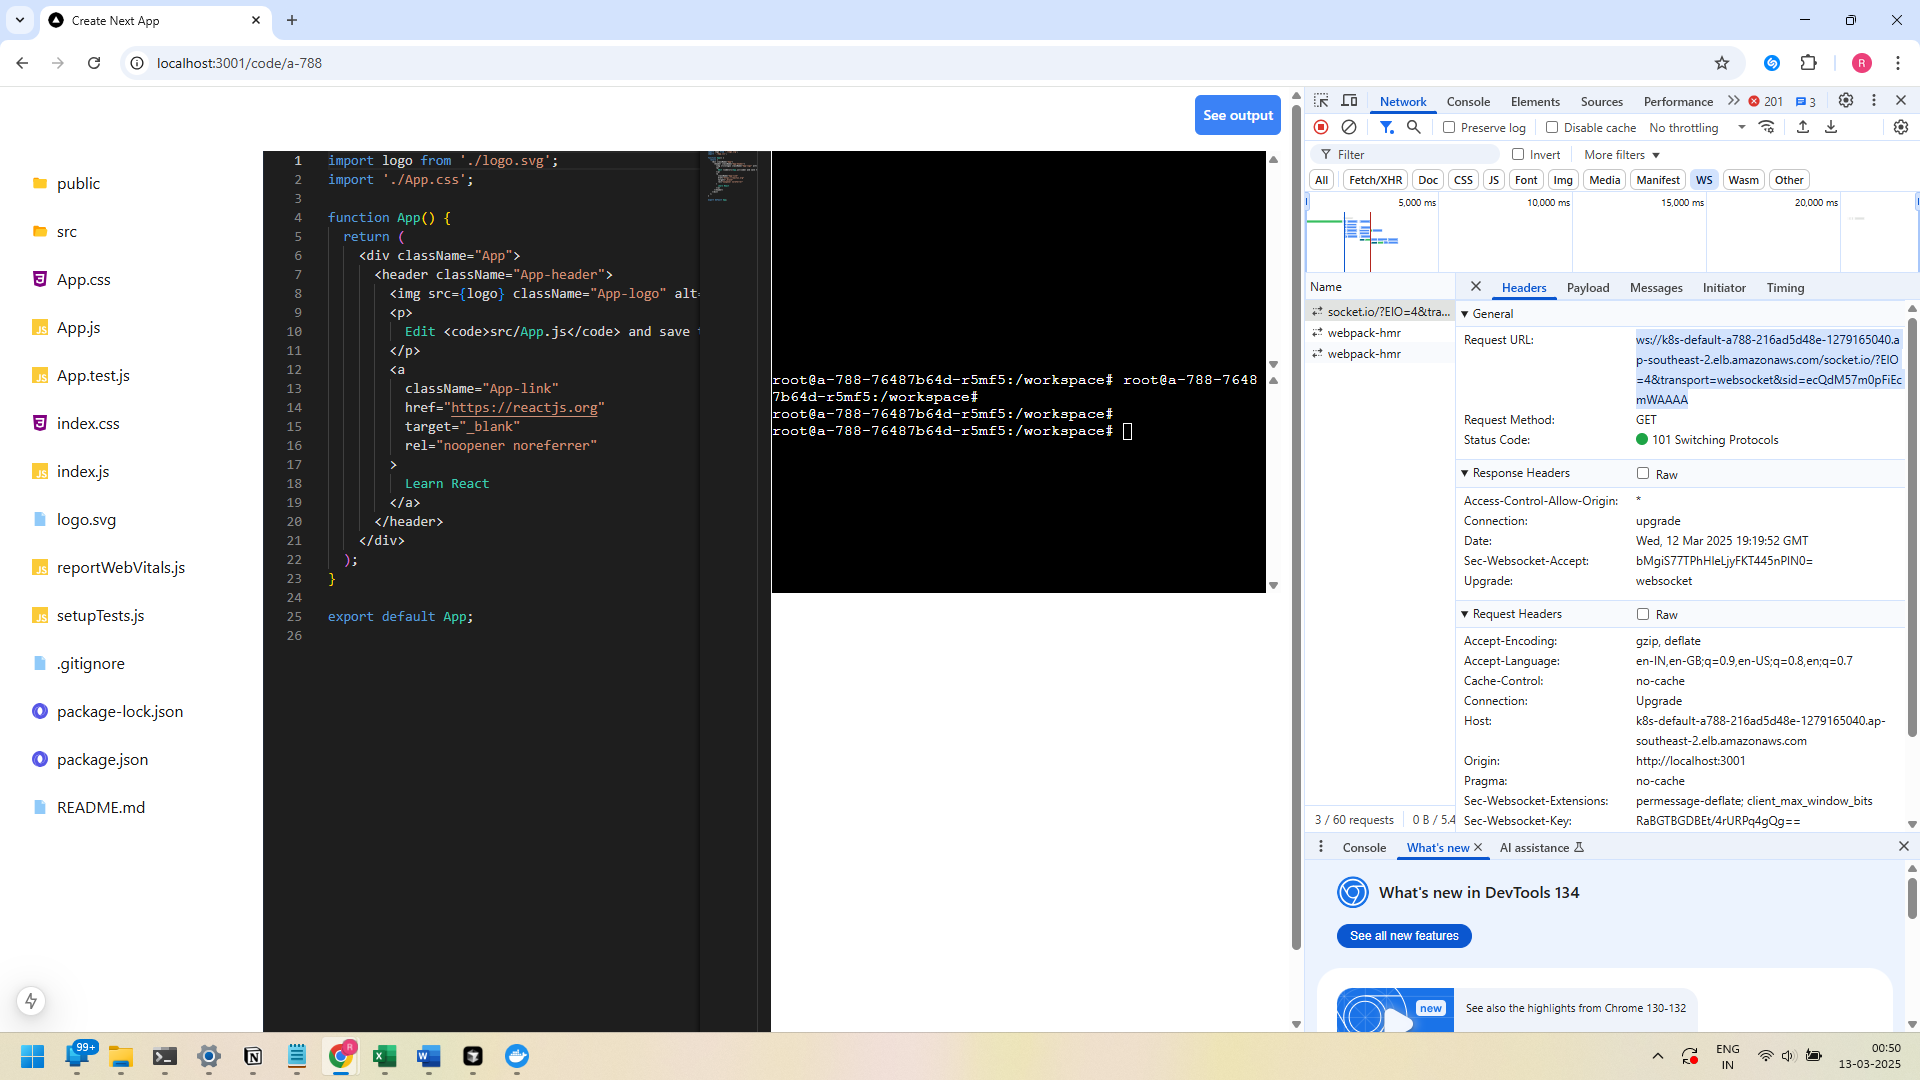 Create Next App
localhost:3001/code/a-788
R
See output
public
src
App.css
App.js
App.test.js
index.css
index.js
logo.svg
reportWebVitals.js
setupTests.js
.gitignore
package-lock.json
package.json
README.md
1 import logo from './logo.svg';
2 import './App.css';
3
4 function App() {
5 return (
6 <div className="App">
7 <header className="App-header">
8 <img src={logo} className="App-logo" alt=
9 <p>
10 Edit <code>src/App.js</code> and save
11 </p>
12 <a
13 className="App-link"
14 href="https://reactjs.org"
15 target="_blank"
16 rel="noopener noreferrer"
17 >
18 Learn React
19 </a>
20 </header>
21 </div>
22 );
23 }
24
25 export default App;
26
root@a-788-76487b64d-r5mf5:/workspace# root@a-788-7648
7b64d-r5mf5:/workspace#
root@a-788-76487b64d-r5mf5:/workspace#
root@a-788-76487b64d-r5mf5:/workspace#
Network Console Elements Sources Performance 201 3
Preserve log Disable cache No throttling
Filter Invert More filters
All Fetch/XHR Doc CSS JS Font Img Media Manifest WS Wasm Other
5,000 ms 10,000 ms 15,000 ms 20,000 ms
Name
socket.io/?EIO=4&tra...
webpack-hmr
webpack-hmr
3 / 60 requests 0 B / 5.4
Headers Payload Messages Initiator Timing
General
Request URL: ws://k8s-default-a788-216ad5d48e-1279165040.a
p-southeast-2.elb.amazonaws.com/socket.io/?EIO
=4&transport=websocket&sid=ecQdM57m0pFiEc
mWAAAA
Request Method: GET
Status Code: 101 Switching Protocols
Response Headers Raw
Access-Control-Allow-Origin: *
Connection: upgrade
Date: Wed, 12 Mar 2025 19:19:52 GMT
Sec-Websocket-Accept: bMgiS77TPhHleLjyFKT445nPlN0=
Upgrade: websocket
Request Headers Raw
Accept-Encoding: gzip, deflate
Accept-Language: en-IN,en-GB;q=0.9,en-US;q=0.8,en;q=0.7
Cache-Control: no-cache
Connection: Upgrade
Host: k8s-default-a788-216ad5d48e-1279165040.ap-
southeast-2.elb.amazonaws.com
Origin: http://localhost:3001
Pragma: no-cache
Sec-Websocket-Extensions: permessage-deflate; client_max_window_bits
Sec-Websocket-Key: RaBGTBGDBEt/4rURPq4gQg==
Console What's new AI assistance
What's new in DevTools 134
See all new features
new
See also the highlights from Chrome 130-132
99+
R
ENG
IN
00:50
13-03-2025